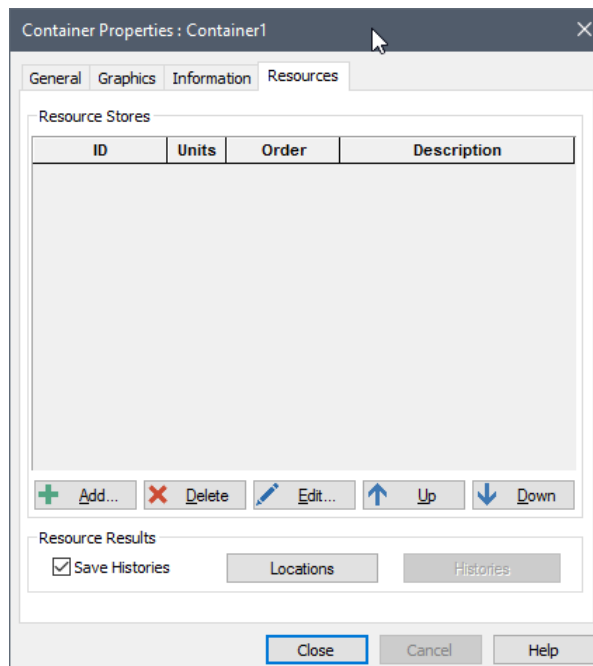 Container Properties : Container1
General Graphics Information Resources
Resource Stores
ID Units Order Description
Add... Delete Edit... Up Down
Resource Results
Save Histories Locations Histories
Close Cancel Help